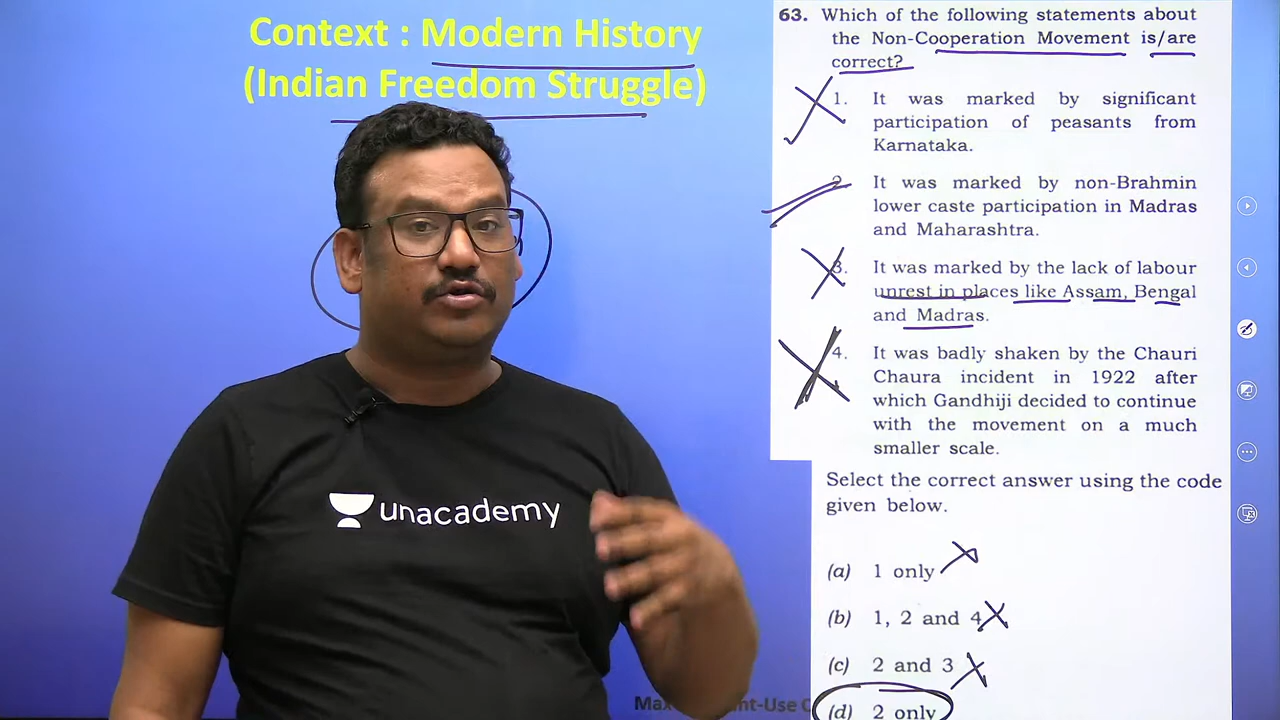 Context : Modern History
(Indian Freedom Struggle)
63. Which of the following statements about
the Non-Cooperation Movement is/are
correct?
1. It was marked by significant
participation of peasants from
Karnataka.
2. It was marked by non-Brahmin
lower caste participation in Madras
and Maharashtra.
3. It was marked by the lack of labour
unrest in places like Assam, Bengal
and Madras.
4. It was badly shaken by the Chauri
Chaura incident in 1922 after
which Gandhiji decided to continue
with the movement on a much
smaller scale.
Select the correct answer using the code
given below.
(a) 1 only
(b) 1, 2 and 4
(c) 2 and 3
(d) 2 only
unacademy